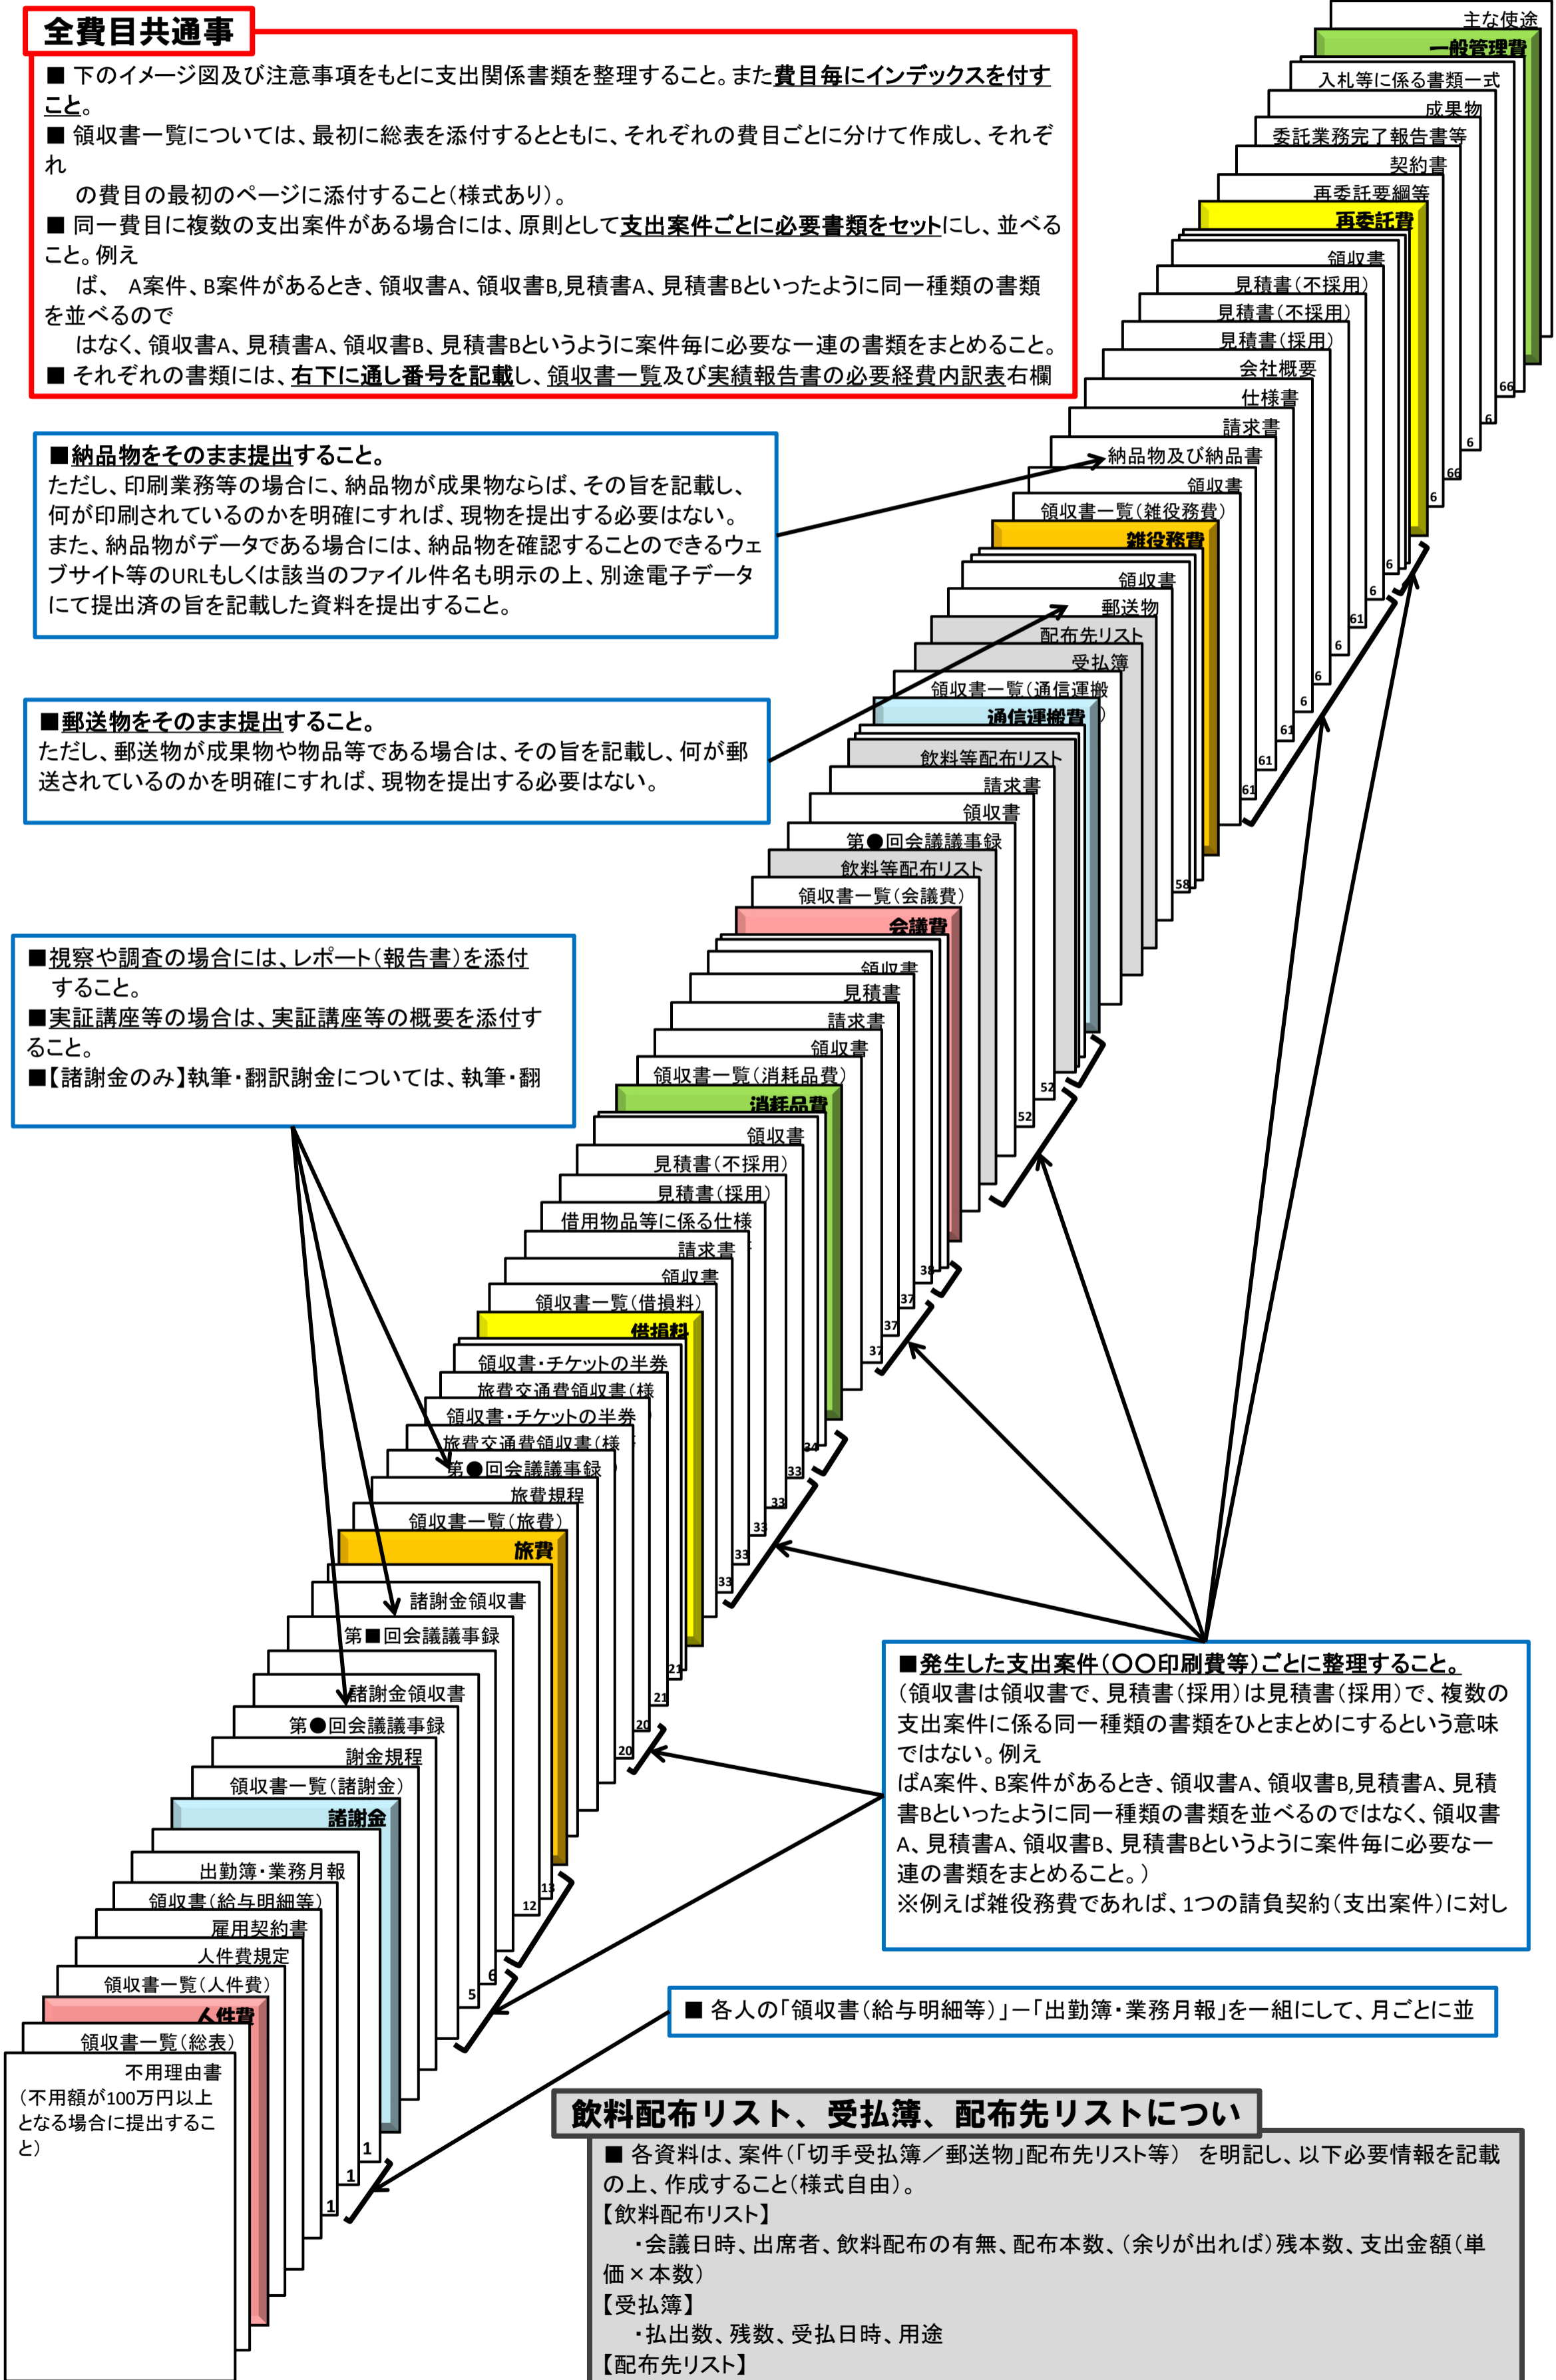 全費目共通事
■ 下のイメージ図及び注意事項をもとに支出関係書類を整理すること。また費目毎にインデックスを付す
こと。
■ 領収書一覧については、最初に総表を添付するとともに、それぞれの費目ごとに分けて作成し、それぞ
れ
の費目の最初のページに添付すること(様式あり)。
■ 同一費目に複数の支出案件がある場合には、原則として支出案件ごとに必要書類をセットにし、並べる
こと。例え
ば、 A案件、B案件があるとき、領収書A、領収書B,見積書A、見積書Bといったように同一種類の書類
を並べるので
はなく、領収書A、見積書A、領収書B、見積書Bというように案件毎に必要な一連の書類をまとめること。
■ それぞれの書類には、右下に通し番号を記載し、領収書一覧及び実績報告書の必要経費内訳表右欄
主な使途
一般管理費
入札等に係る書類一式
成果物
委託業務完了報告書等
契約書
再委託要綱等
再委託費
領収書
見積書(不採用)
見積書(不採用)
見積書(採用)
会社概要
仕様書
請求書
納品物及び納品書
領収書
領収書一覧(雑役務費)
雑役務費
領収書
郵送物
配布先リスト
受払簿
領収書一覧(通信運搬
)
通信運搬費
飲料等配布リスト
請求書
領収書
第●回会議議事録
飲料等配布リスト
領収書一覧(会議費)
会議費
領収書
見積書
請求書
領収書
領収書一覧(消耗品費)
消耗品費
領収書
見積書(不採用)
見積書(採用)
借用物品等に係る仕様
請求書
領収書
領収書一覧(借損料)
借損料
領収書・チケットの半券
旅費交通費領収書(様
領収書・チケットの半券
旅費交通費領収書(様
第●回会議議事録
旅費規程
領収書一覧(旅費)
旅費
諸謝金領収書
第■回会議議事録
諸謝金領収書
第●回会議議事録
謝金規程
領収書一覧(諸謝金)
諸謝金
出勤簿・業務月報
領収書(給与明細等)
雇用契約書
人件費規定
領収書一覧(人件費)
人件費
領収書一覧(総表)
不用理由書
(不用額が100万円以上
となる場合に提出するこ
と)
66
6
6
66
6
6
6
61
6
6
6
61
61
61
58
52
52
38
37
37
37
34
33
33
33
33
33
21
21
20
20
13
12
6
5
1
1
1
■納品物をそのまま提出すること。
ただし、印刷業務等の場合に、納品物が成果物ならば、その旨を記載し、
何が印刷されているのかを明確にすれば、現物を提出する必要はない。
また、納品物がデータである場合には、納品物を確認することのできるウェ
ブサイト等のURLもしくは該当のファイル件名も明示の上、別途電子データ
にて提出済の旨を記載した資料を提出すること。
■郵送物をそのまま提出すること。
ただし、郵送物が成果物や物品等である場合は、その旨を記載し、何が郵
送されているのかを明確にすれば、現物を提出する必要はない。
■視察や調査の場合には、レポート(報告書)を添付
すること。
■実証講座等の場合は、実証講座等の概要を添付す
ること。
■【諸謝金のみ】執筆・翻訳謝金については、執筆・翻
■発生した支出案件(〇〇印刷費等)ごとに整理すること。
(領収書は領収書で、見積書(採用)は見積書(採用)で、複数の
支出案件に係る同一種類の書類をひとまとめにするという意味
ではない。例え
ばA案件、B案件があるとき、領収書A、領収書B,見積書A、見積
書Bといったように同一種類の書類を並べるのではなく、領収書
A、見積書A、領収書B、見積書Bというように案件毎に必要な一
連の書類をまとめること。)
※例えば雑役務費であれば、1つの請負契約(支出案件)に対し
■ 各人の「領収書(給与明細等)」-「出勤簿・業務月報」を一組にして、月ごとに並
飲料配布リスト、受払簿、配布先リストについ
■ 各資料は、案件(「切手受払簿/郵送物」配布先リスト等) を明記し、以下必要情報を記載
の上、作成すること(様式自由)。
【飲料配布リスト】
・会議日時、出席者、飲料配布の有無、配布本数、(余りが出れば)残本数、支出金額(単
価×本数)
【受払簿】
・払出数、残数、受払日時、用途
【配布先リスト】